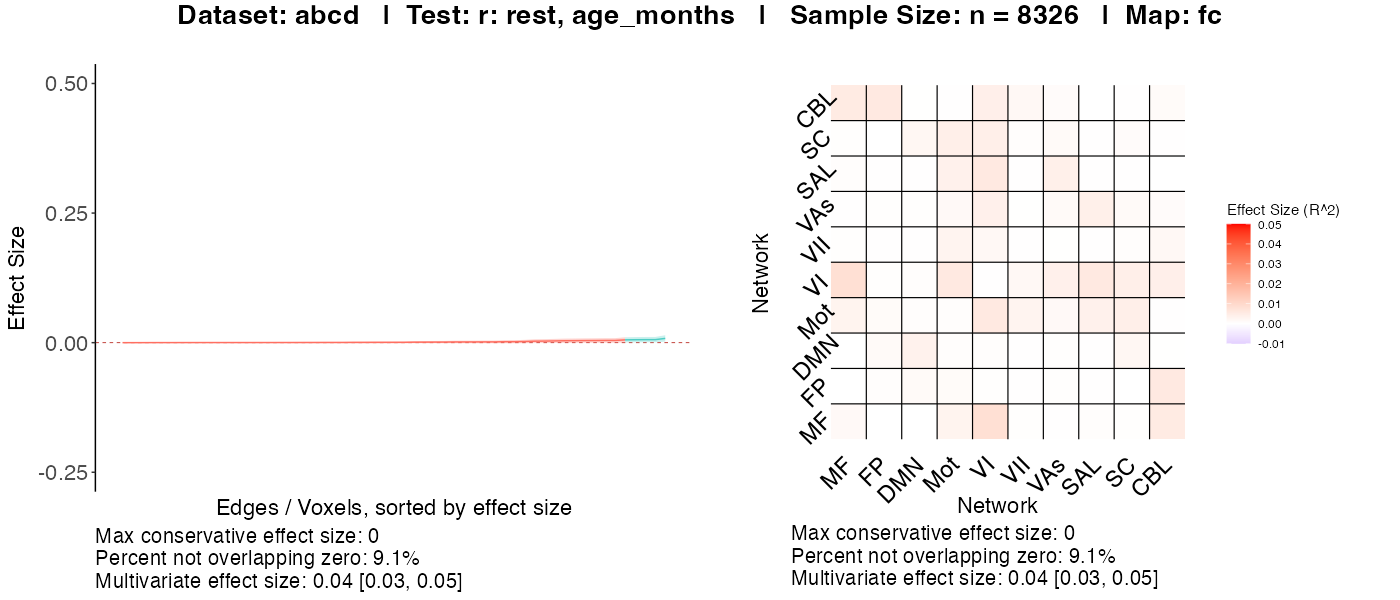 Dataset: abcd | Test: r: rest, age_months | Sample Size: n = 8326 | Map: fc
Effect Size
0.50
0.25
0.00
-0.25
Edges / Voxels, sorted by effect size
Max conservative effect size: 0
Percent not overlapping zero: 9.1%
Multivariate effect size: 0.04 [0.03, 0.05]
Network
CBL
SC
SAL
VAs
VII
VI
Mot
DMN
FP
MF
MF
FP
DMN
Mot
VI
VII
VAs
SAL
SC
CBL
Network
Max conservative effect size: 0
Percent not overlapping zero: 9.1%
Multivariate effect size: 0.04 [0.03, 0.05]
Effect Size (R^2)
0.05
0.04
0.03
0.02
0.01
0.00
-0.01